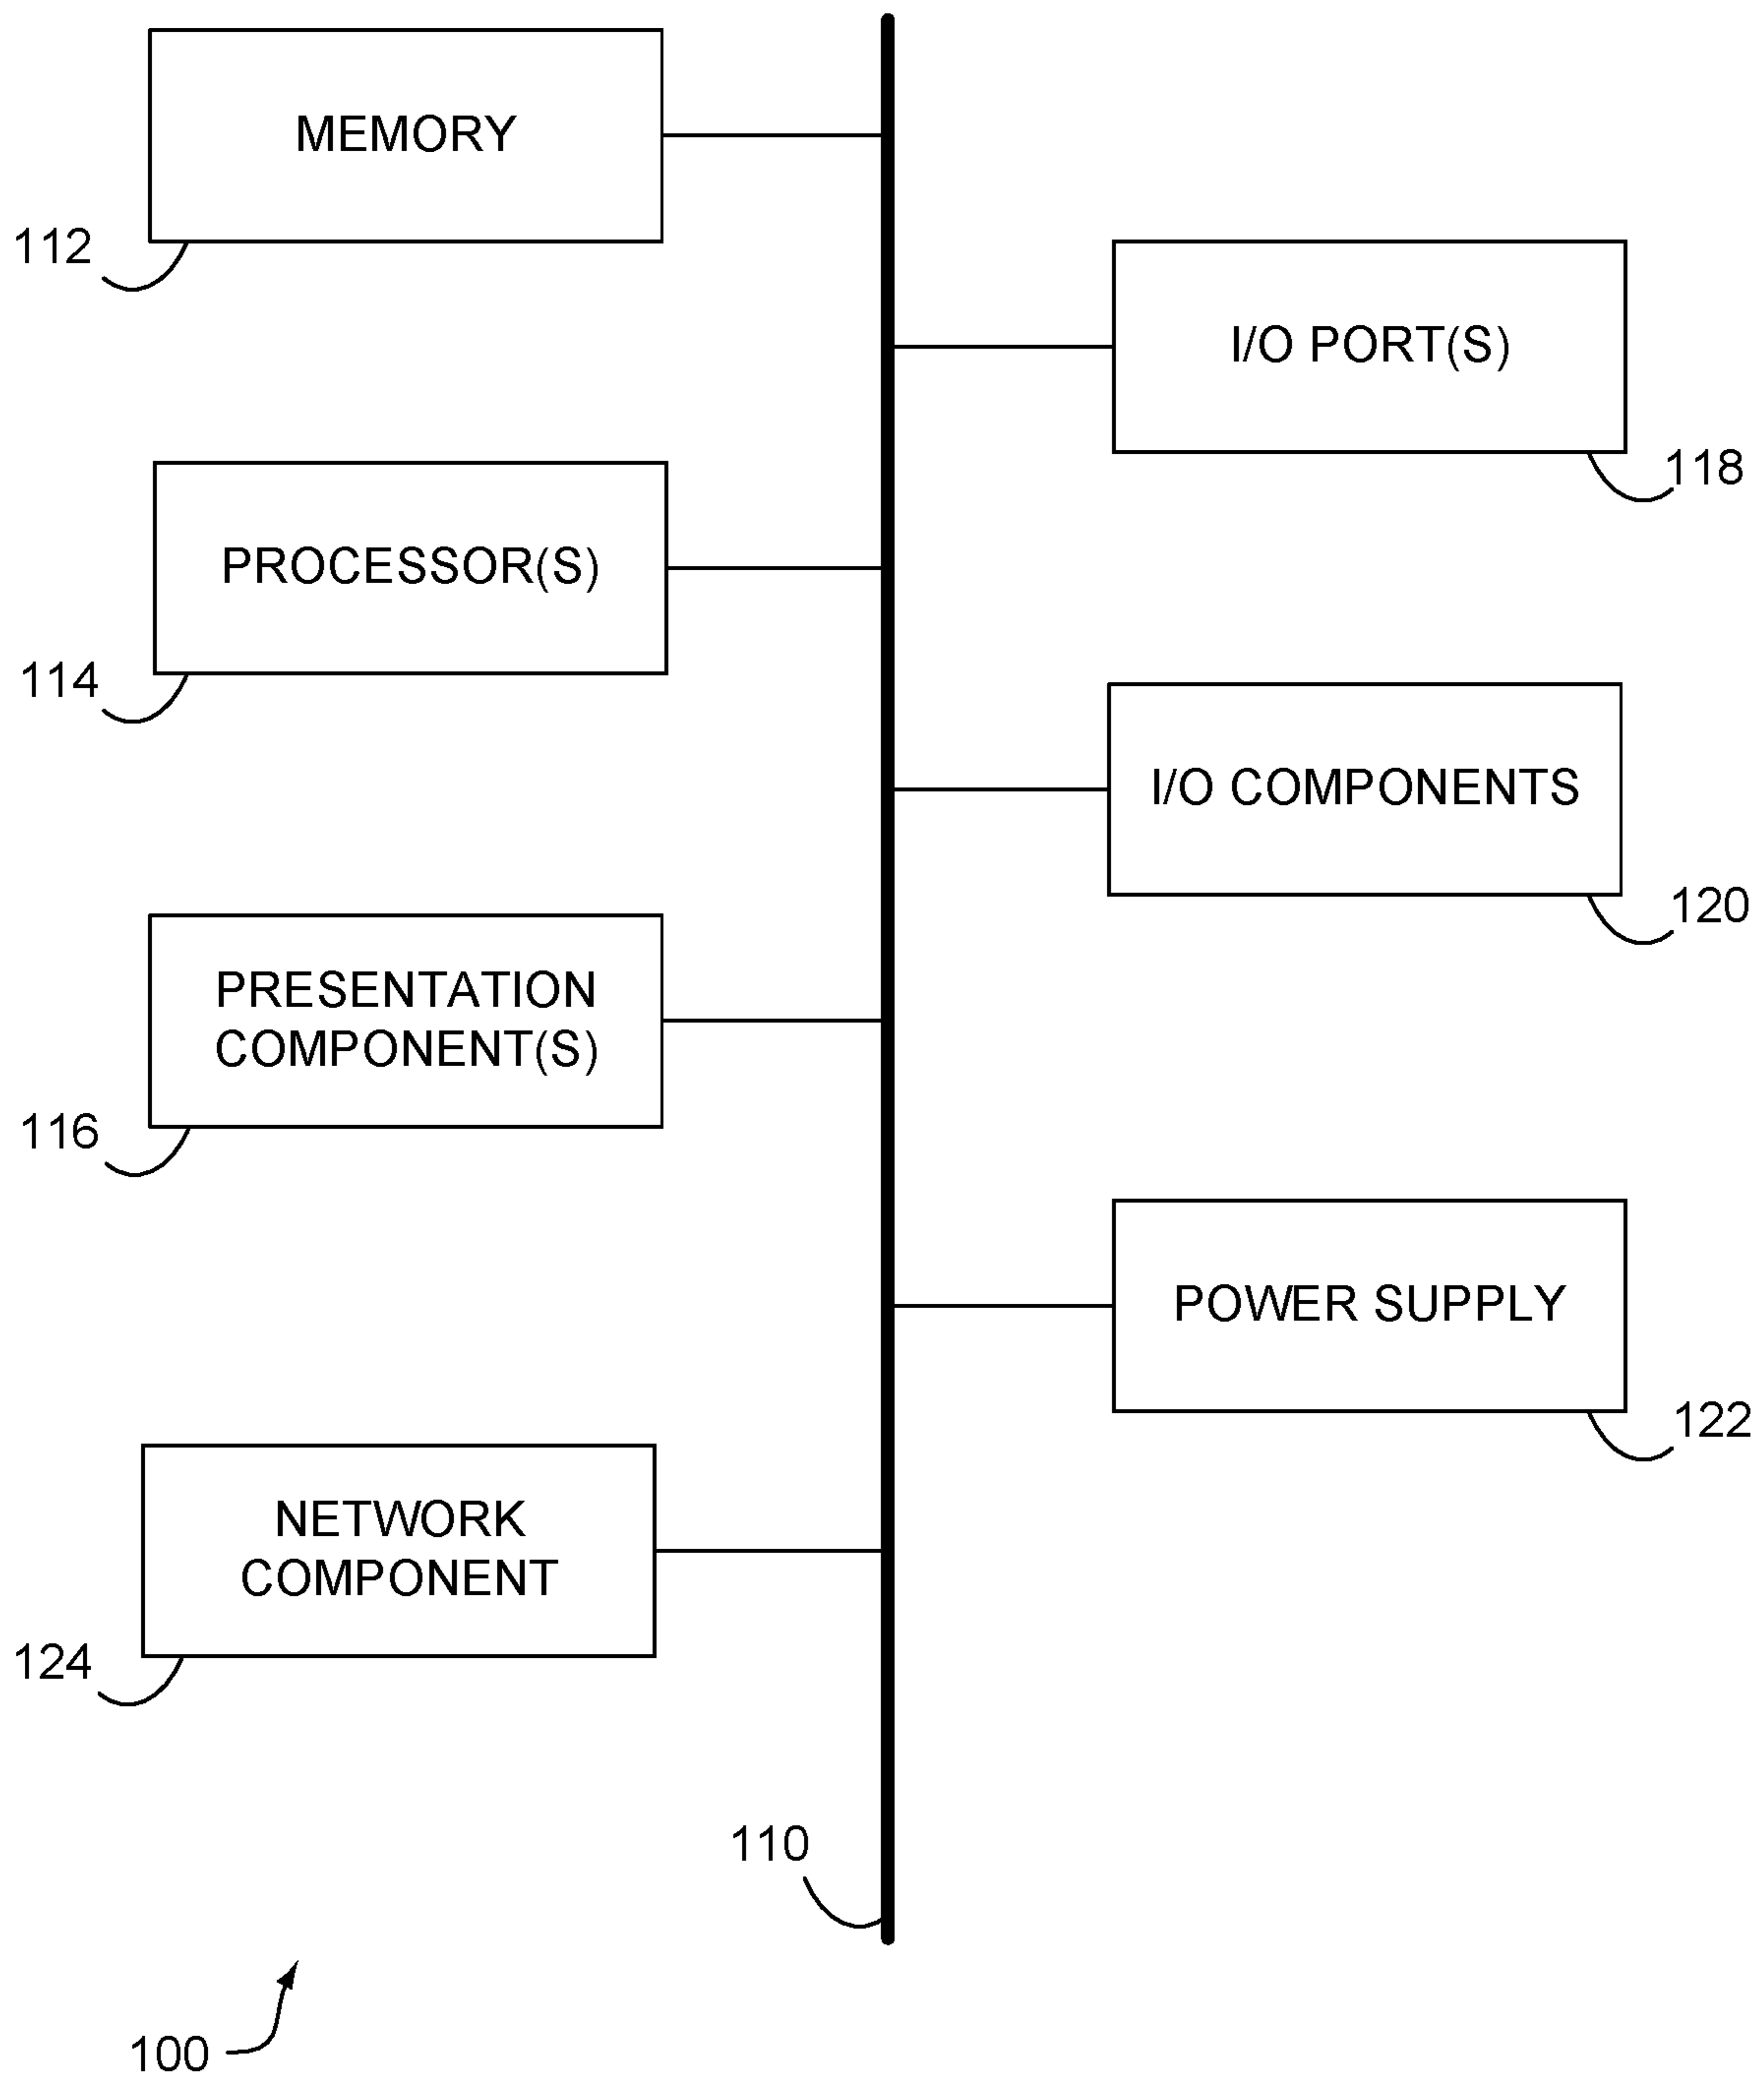 MEMORY
112
I/O PORT(S)
118
PROCESSOR(S)
114
I/O COMPONENTS
120
PRESENTATION
COMPONENT(S)
116
POWER SUPPLY
122
NETWORK
COMPONENT
124
110
100